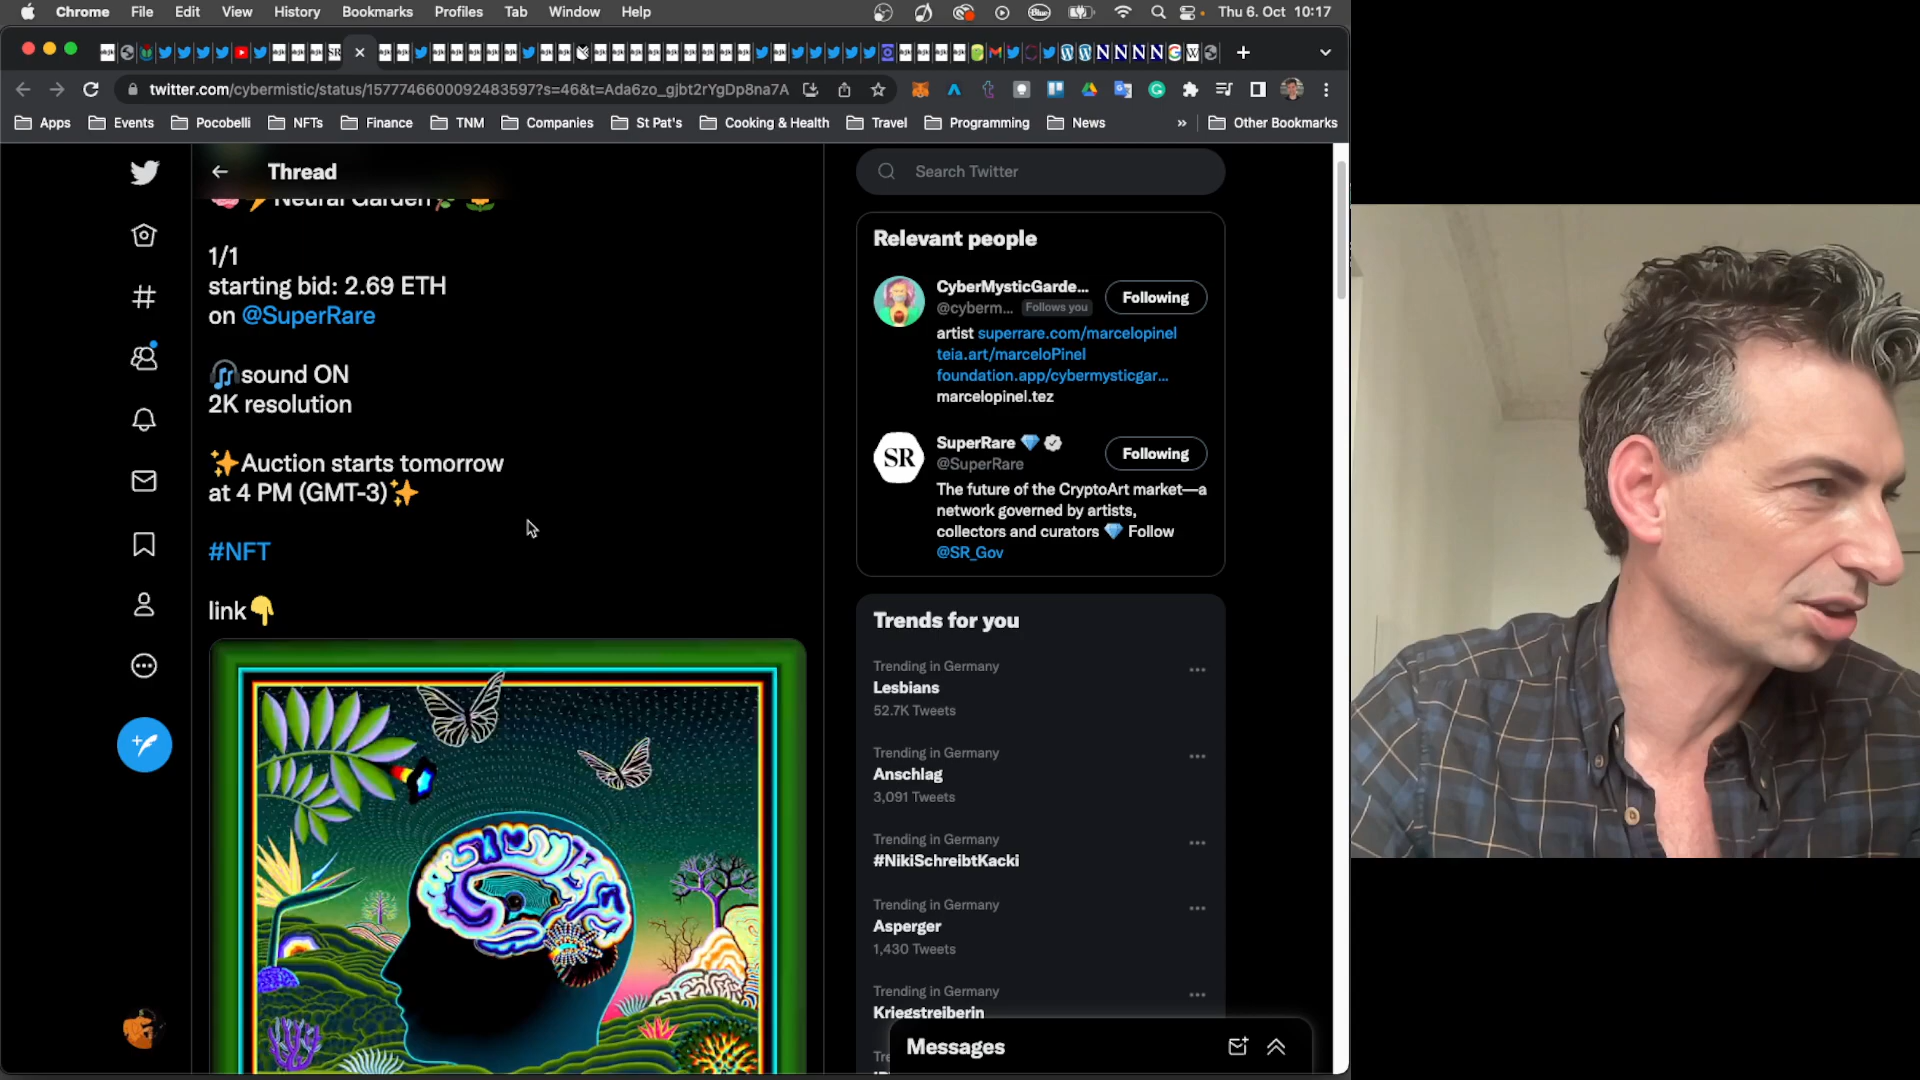 Chrome File Edit View History Bookmarks Profiles Tab Window Help
Thu 6. Oct 10:17
twitter.com/cybermistic/status/1577746600092483597?s=46&t=Ada6zo_gjbt2rYgDp8na7A
Apps Events Pocobelli NFTs Finance TNM Companies St Pat's Cooking & Health Travel Programming News » Other Bookmarks
Thread
Neural Garden
1/1
starting bid: 2.69 ETH
on @SuperRare
sound ON
2K resolution
Auction starts tomorrow
at 4 PM (GMT-3)
#NFT
link
Search Twitter
Relevant people
CyberMysticGarde...
@cyberm... Follows you
Following
artist superrare.com/marcelopinel
teia.art/marceloPinel
foundation.app/cybermysticgar...
marcelopinel.tez
SR
SuperRare
@SuperRare
Following
The future of the CryptoArt market—a
network governed by artists,
collectors and curators 💎 Follow
@SR_Gov
Trends for you
Trending in Germany
Lesbians
52.7K Tweets
Trending in Germany
Anschlag
3,091 Tweets
Trending in Germany
#NikiSchreibtKacki
Trending in Germany
Asperger
1,430 Tweets
Trending in Germany
Kriegstreiberin
Messages